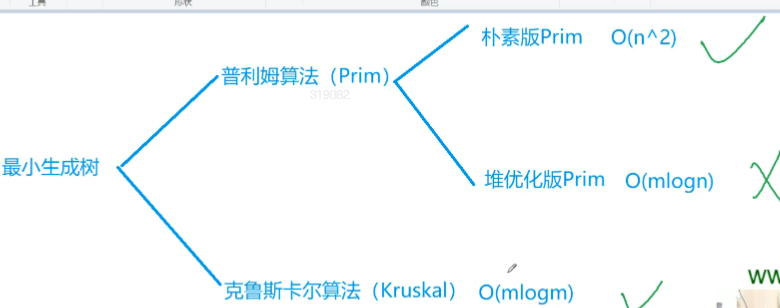 工具
形状
颜色
朴素版Prim O(n^2)
普利姆算法（Prim）
319082
最小生成树
堆优化版Prim O(mlogn)
克鲁斯卡尔算法（Kruskal） O(mlogm)